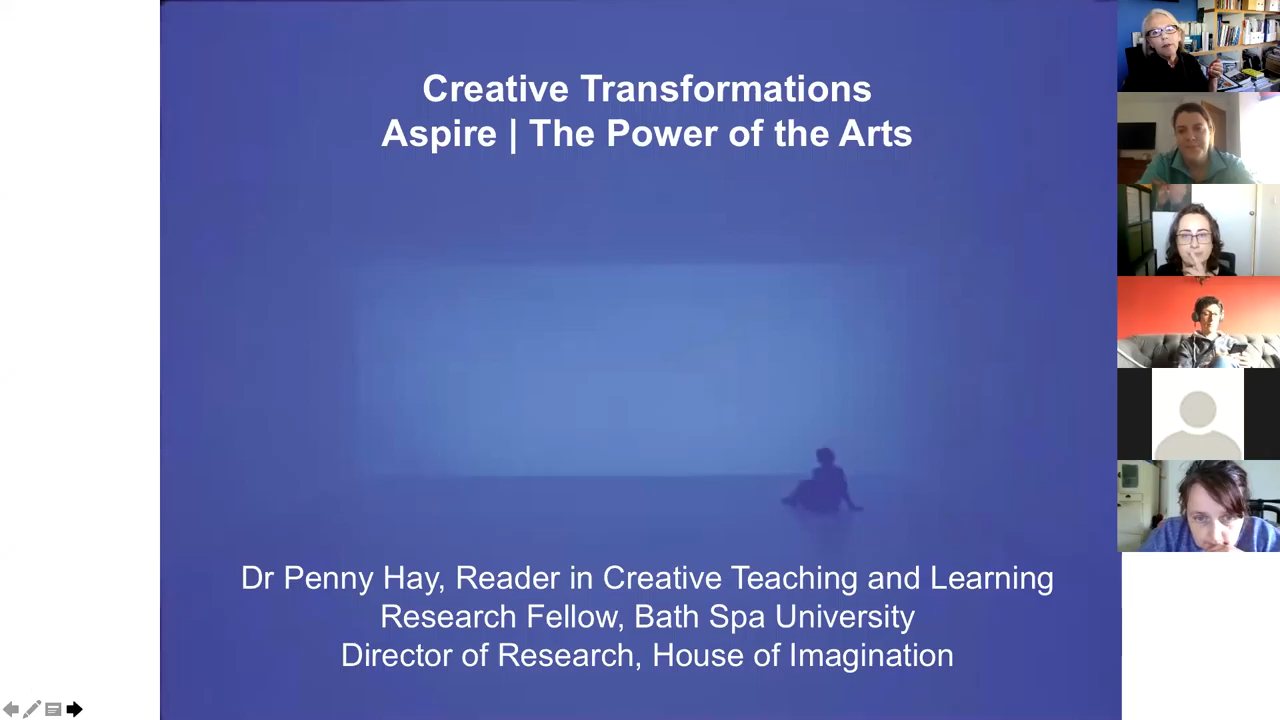 Creative Transformations
Aspire | The Power of the Arts
Dr Penny Hay, Reader in Creative Teaching and Learning
Research Fellow, Bath Spa University
Director of Research, House of Imagination